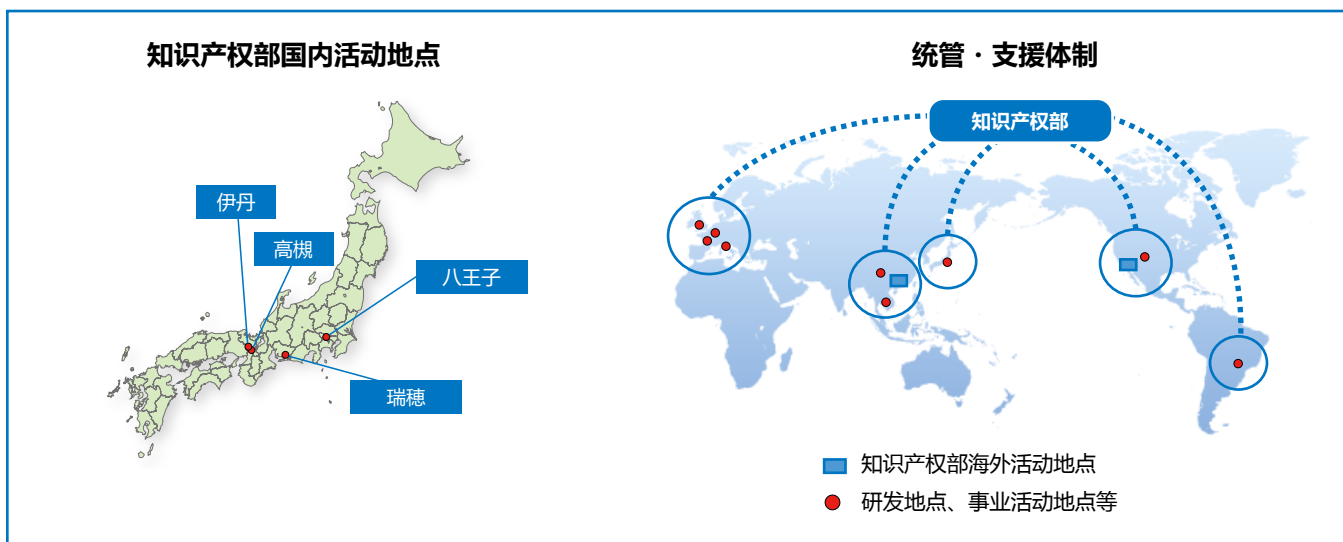 知识产权部国内活动地点
伊丹
高槻
八王子
瑞穂
统管・支援体制
知识产权部
知识产权部海外活动地点
研发地点、事业活动地点等